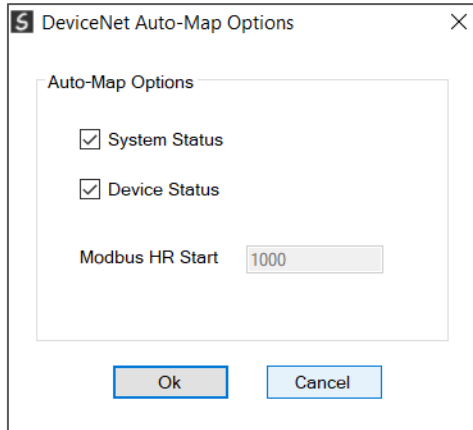 S DeviceNet Auto-Map Options
Auto-Map Options
System Status
Device Status
Modbus HR Start 1000
Ok Cancel